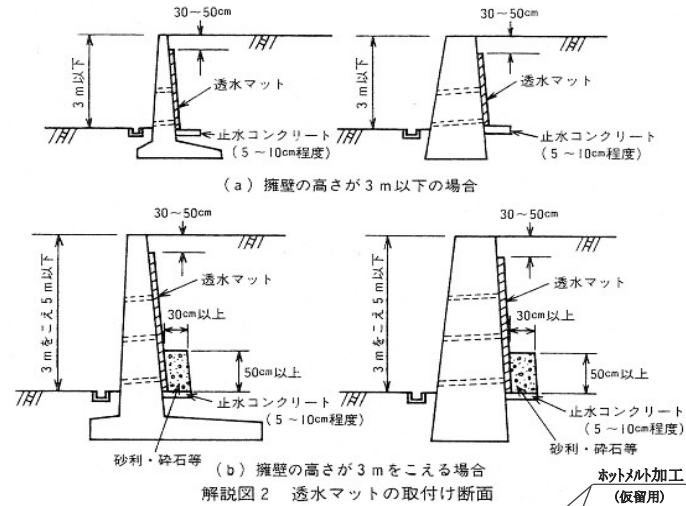 30〜50cm
30〜50cm
3m以下
透水マット
止水コンクリート
(5〜10cm程度)
3m以下
透水マット
止水コンクリート
(5〜10cm程度)
(a)擁壁の高さが3m以下の場合
30〜50cm
30〜50cm
3mをこえ5m以下
透水マット
30cm以上
50cm以上
止水コンクリート
(5〜10cm程度)
砂利・砕石等
3mをこえ5m以下
透水マット
30cm以上
50cm以上
止水コンクリート
(5〜10cm程度)
砂利・砕石等
(b)擁壁の高さが3mをこえる場合
解説図2 透水マットの取付け断面
ホットメルト加工
(仮留用)